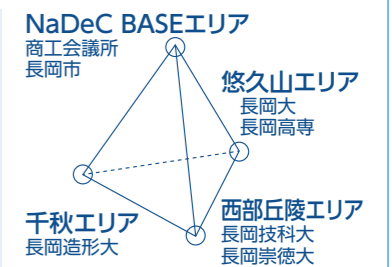 NaDeC BASEエリア
商工会議所
長岡市
悠久山エリア
長岡大
長岡高専
千秋エリア
長岡造形大
西部丘陵エリア
長岡技科大
長岡崇徳大